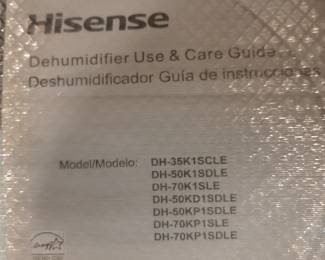 Hisense
Dehumidifier Use & Care Guide
Deshumidificador Guía de instrucciones
Model/Modelo: DH-35K1SCLE
DH-50K1SDLE
DH-70K1SLE
DH-50KD1SDLE
DH-50KP1SDLE
DH-70KP1SLE
DH-70KP1SDLE